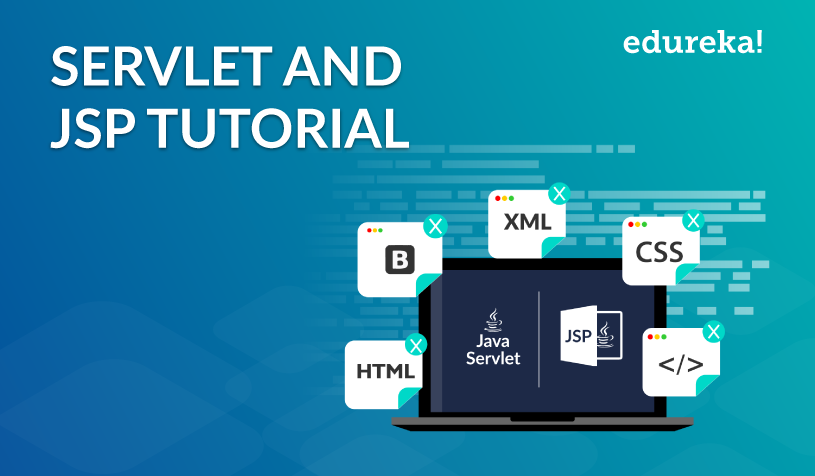 SERVLET AND
JSP TUTORIAL
edureka!
XML
B
CSS
Java
Servlet
JSP
HTML
</>
X
X
X
X
X